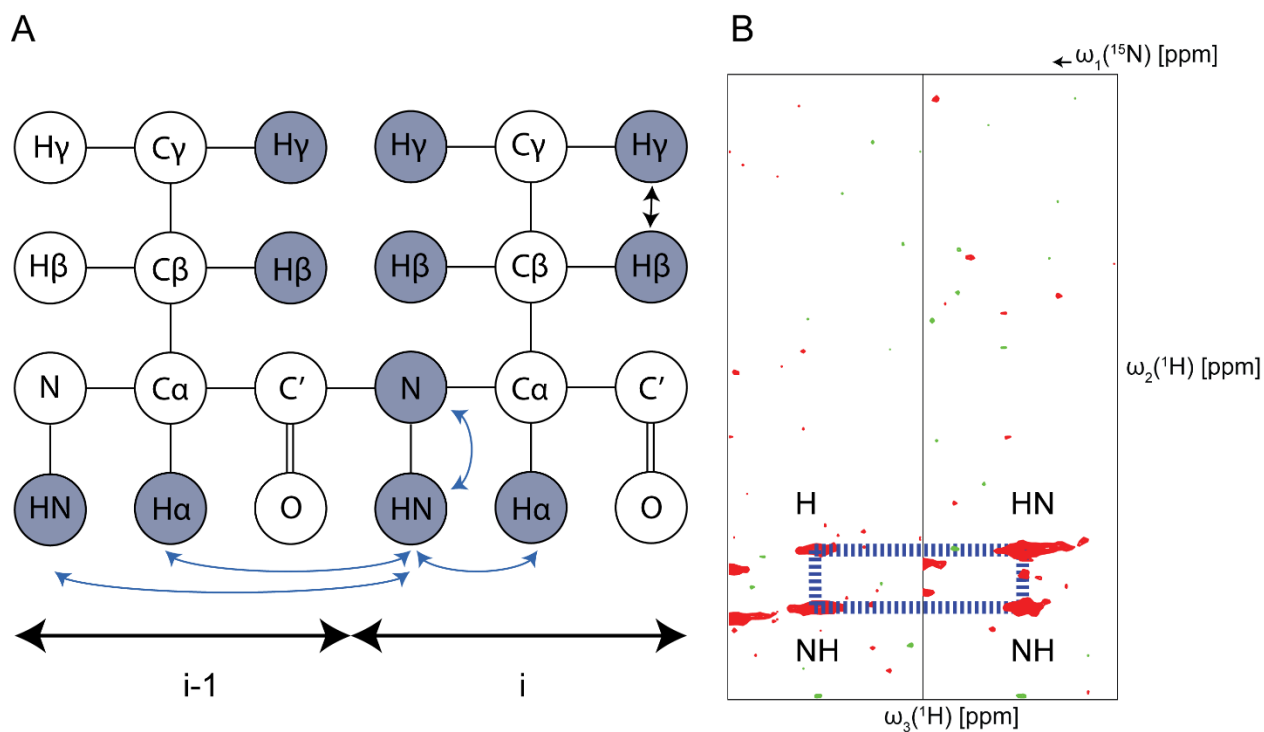 A
B
ω₁(¹⁵N) [ppm]
Hγ Cγ Hγ Hγ Cγ Hγ
Hβ Cβ Hβ Hβ Cβ Hβ
N Cα C′ N Cα C′
HN Hα O HN Hα O
i-1
i
ω₂(¹H) [ppm]
H HN
NH NH
ω₃(¹H) [ppm]